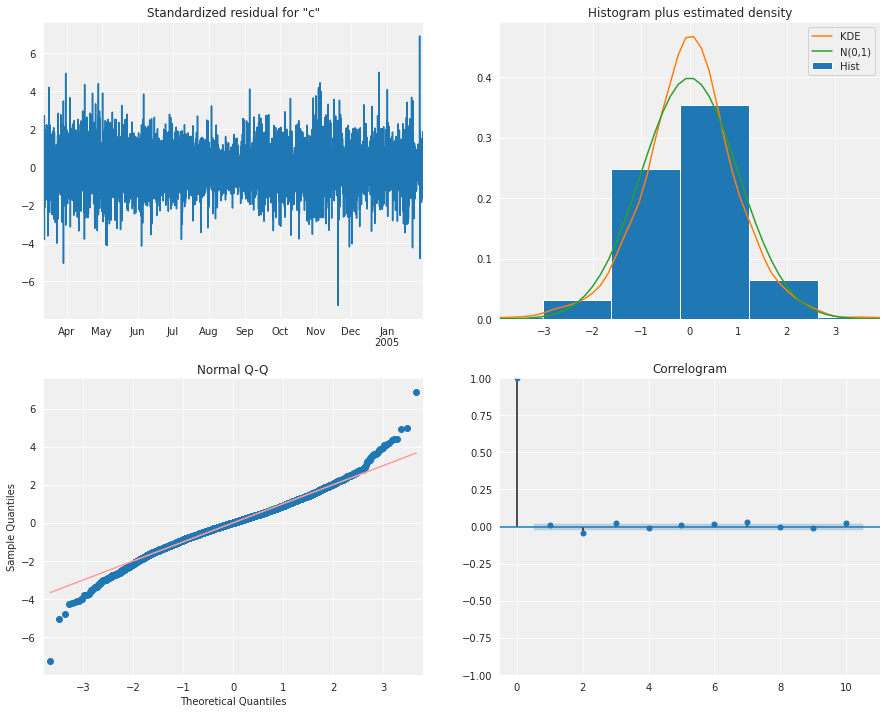 Standardized residual for "c"
6
4
2
0
−2
−4
−6
Apr May Jun Jul Aug Sep Oct Nov Dec Jan
2005
Histogram plus estimated density
KDE
N(0,1)
Hist
0.4
0.3
0.2
0.1
0.0
−3 −2 −1 0 1 2 3
Normal Q-Q
Sample Quantiles
6
4
2
0
−2
−4
−6
−3 −2 −1 0 1 2 3
Theoretical Quantiles
Correlogram
1.00
0.75
0.50
0.25
0.00
−0.25
−0.50
−0.75
−1.00
0 2 4 6 8 10